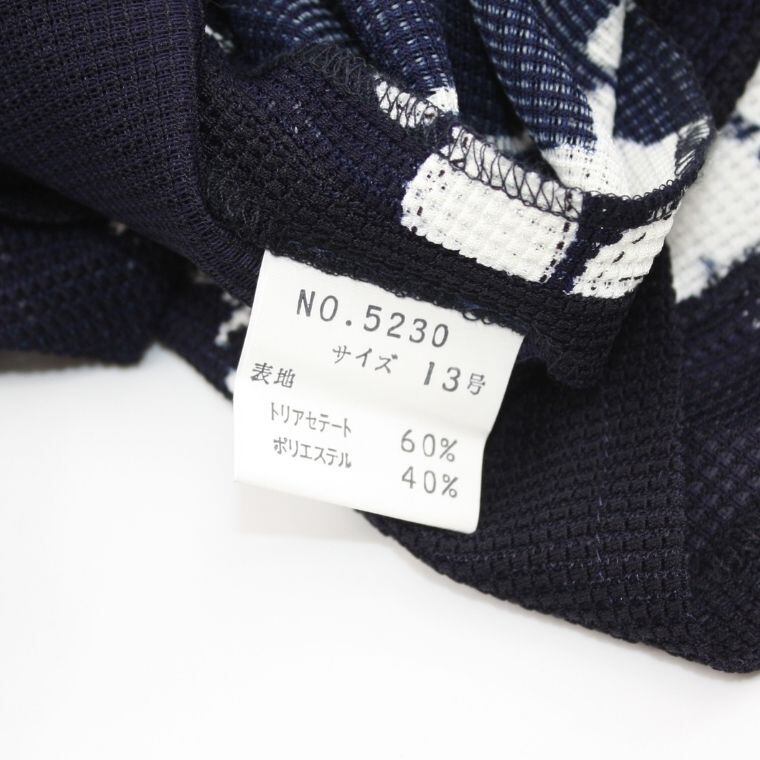 NO.5230
サイズ 13号
表地
トリアセテート 60%
ポリエステル 40%